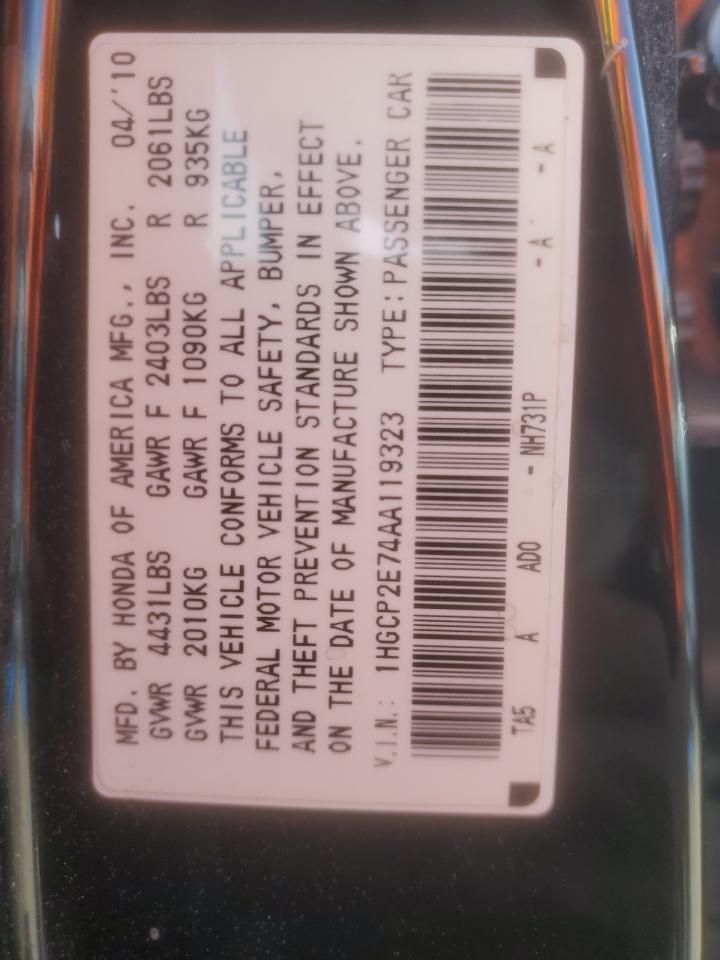 MFD. BY HONDA OF AMERICA MFG., INC. 04/'10
GVWR 4431LBS GAWR F 2403LBS R 2061LBS
GVWR 2010KG GAWR F 1090KG R 935KG
THIS VEHICLE CONFORMS TO ALL APPLICABLE
FEDERAL MOTOR VEHICLE SAFETY, BUMPER,
AND THEFT PREVENTION STANDARDS IN EFFECT
ON THE DATE OF MANUFACTURE SHOWN ABOVE.
V.I.N.: 1HGCP2E74AA119323 TYPE:PASSENGER CAR
TA5 A AD0 - NH731P -A -A